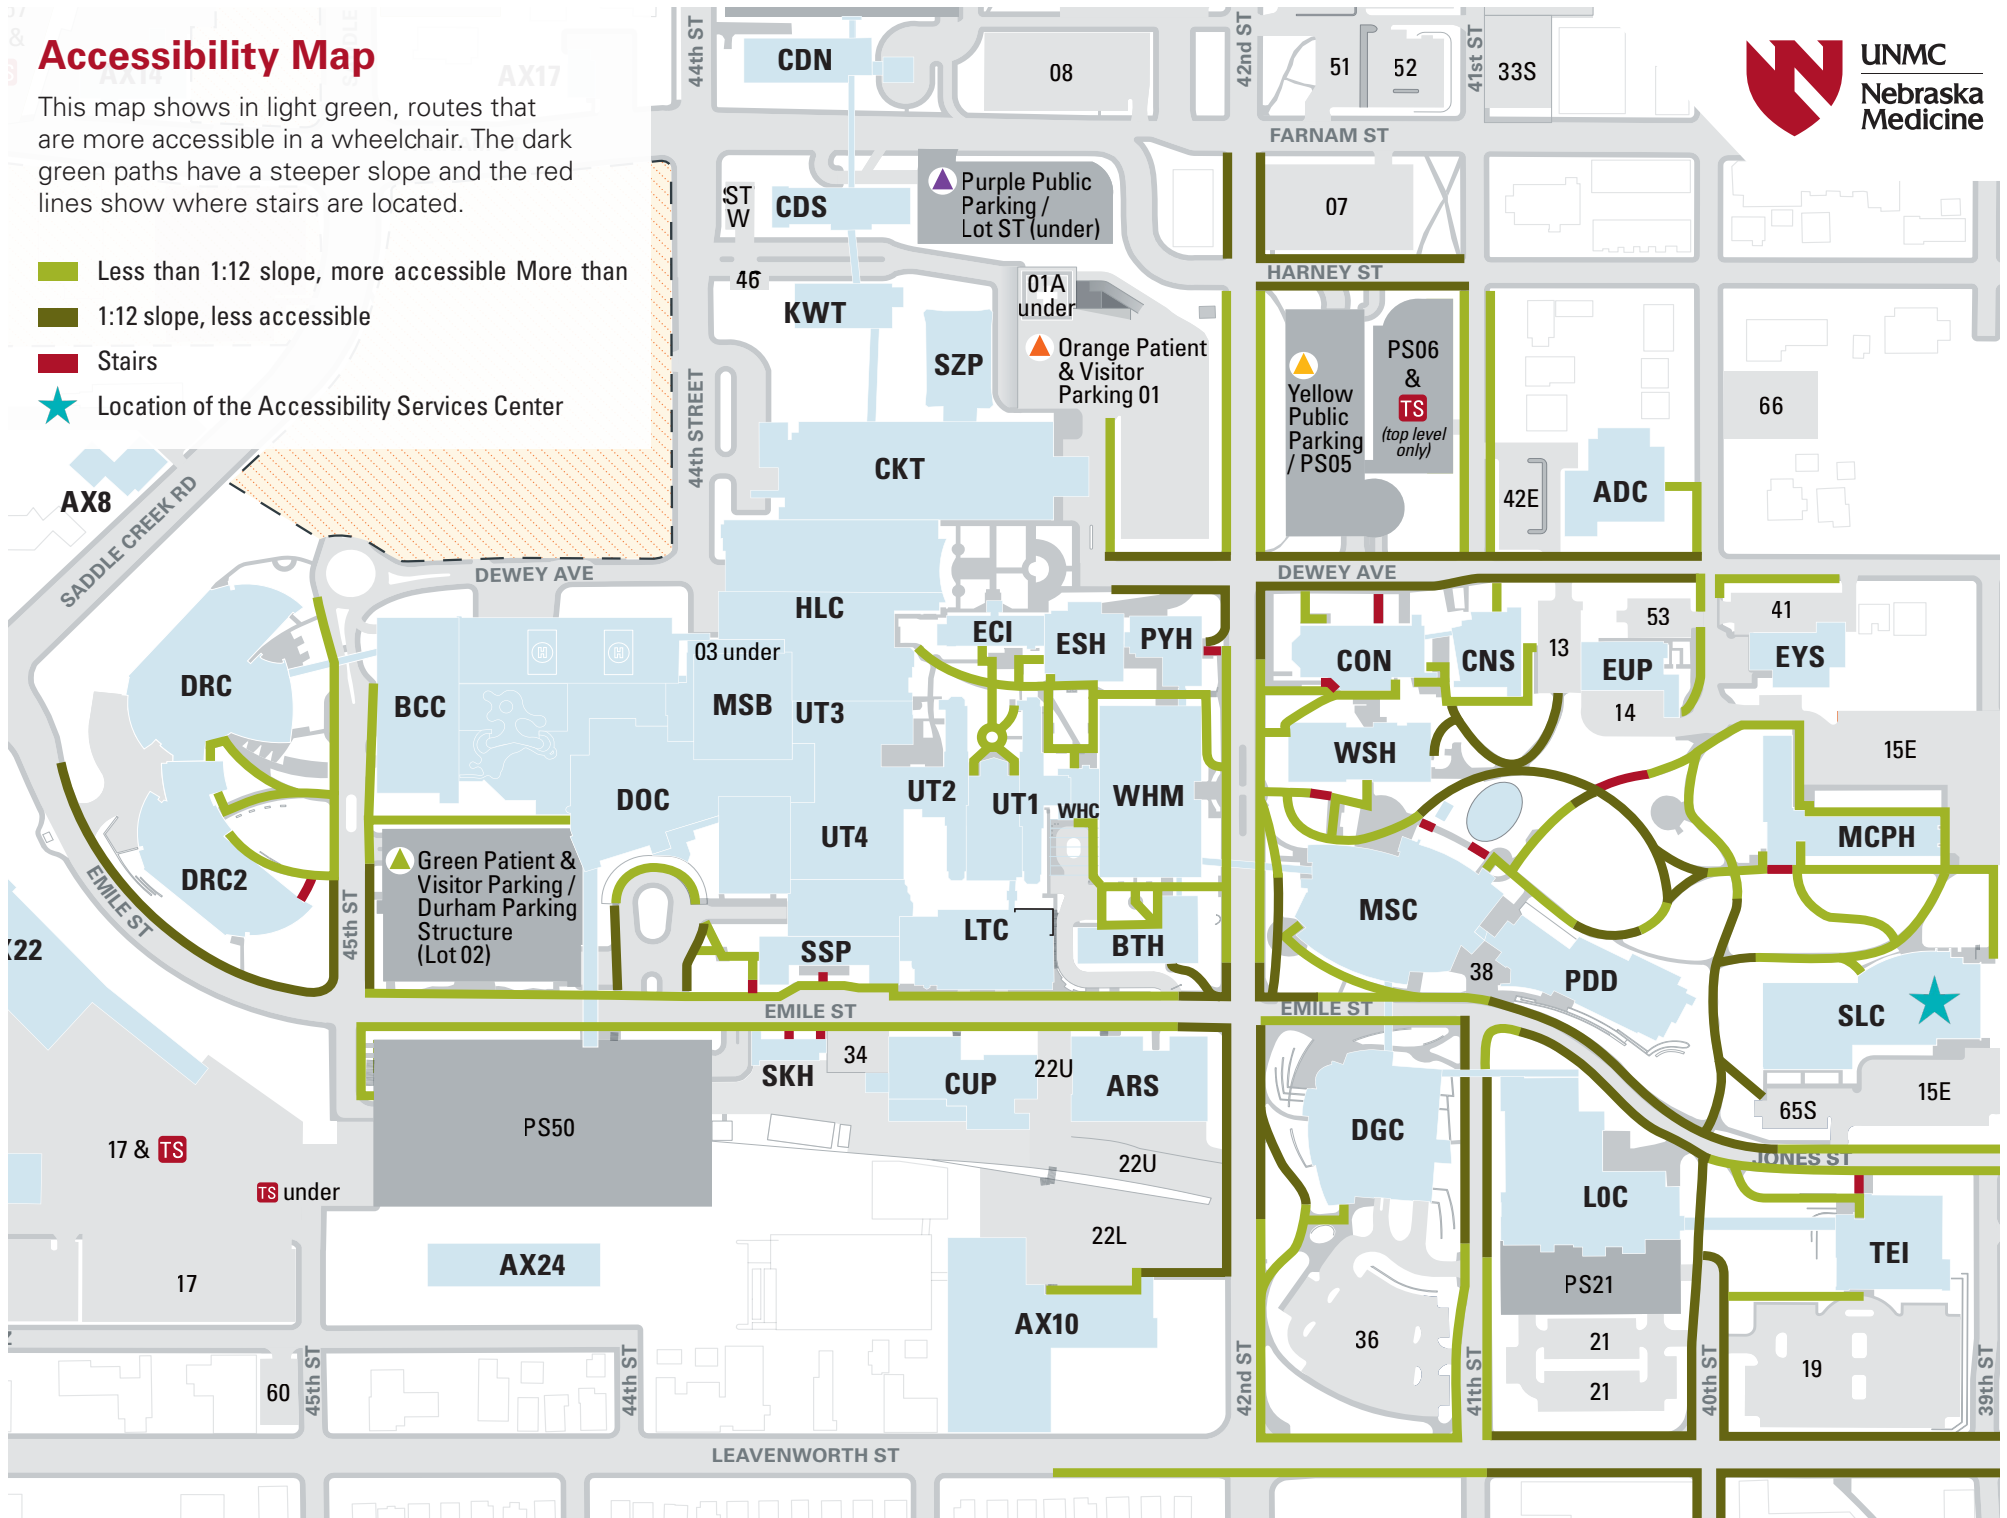 Accessibility Map
This map shows in light green, routes that
are more accessible in a wheelchair. The dark
green paths have a steeper slope and the red
lines show where stairs are located.
Less than 1:12 slope, more accessible More than
1:12 slope, less accessible
Stairs
Location of the Accessibility Services Center
UNMC
Nebraska
Medicine
AX14
AX17
44th ST
CDN
08
42nd ST
51
52
41st ST
33S
FARNAM ST
ST
W
CDS
Purple Public
Parking /
Lot ST (under)
07
46
KWT
01A
under
HARNEY ST
SZP
Orange Patient
& Visitor
Parking 01
Yellow
Public
Parking
/ PS05
PS06
&
TS
(top level
only)
66
44th STREET
CKT
42E
ADC
AX8
SADDLE CREEK RD
DEWEY AVE
DEWEY AVE
HLC
ECI
ESH
PYH
03 under
CON
CNS
13
53
41
EUP
EYS
DRC
BCC
MSB
UT3
14
WSH
15E
DOC
UT2
UT1
WHC
WHM
UT4
MCPH
Green Patient &
Visitor Parking /
Durham Parking
Structure
(Lot 02)
DRC2
EMILE ST
45th ST
MSC
LTC
BTH
SSP
38
PDD
X22
EMILE ST
EMILE ST
SLC
34
22U
SKH
CUP
ARS
15E
65S
PS50
DGC
17 & TS
22U
JONES ST
TS under
LOC
22L
TEI
AX24
17
PS21
AX10
36
21
19
60
45th ST
44th ST
42nd ST
41st ST
21
40th ST
39th ST
LEAVENWORTH ST